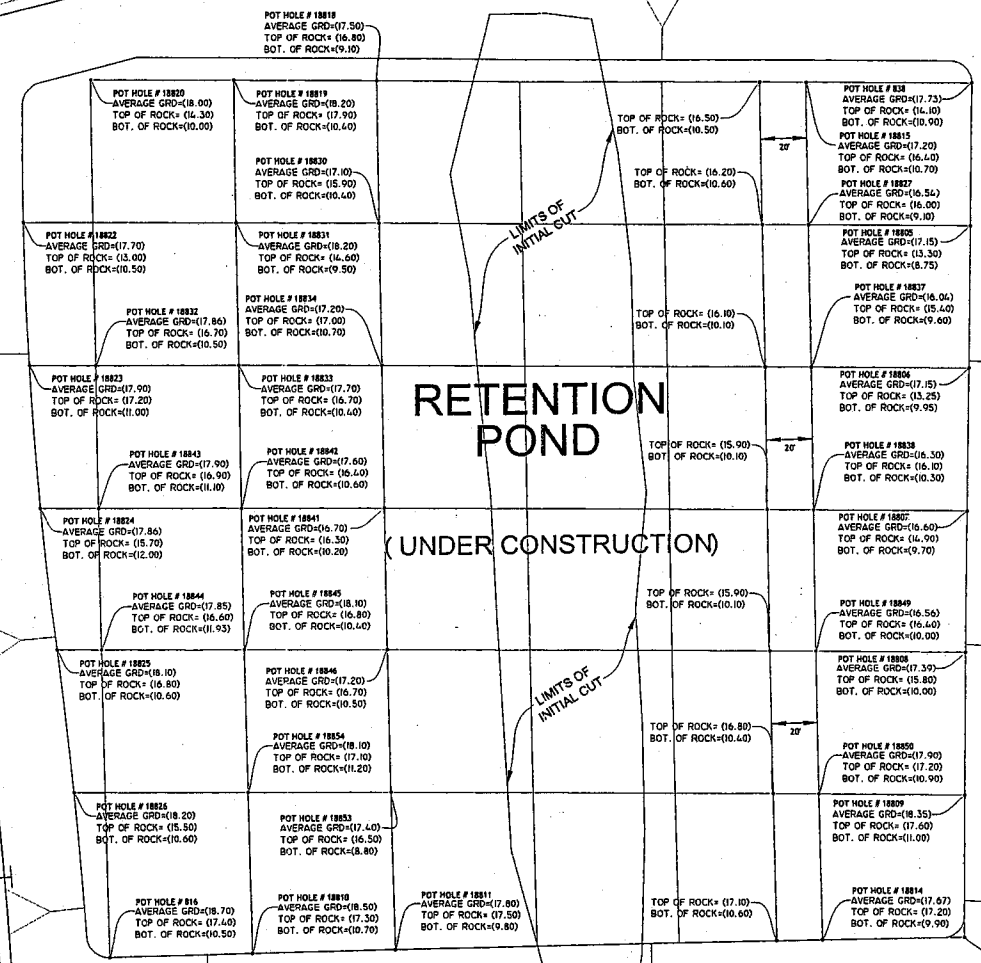 POT HOLE # 18818
AVERAGE GRD=(17.50)
TOP OF ROCK= (16.80)
BOT. OF ROCK=(9.10)
POT HOLE # 18820
AVERAGE GRD=(18.00)
TOP OF ROCK= (14.30)
BOT. OF ROCK=(10.00)
POT HOLE # 18819
AVERAGE GRD=(18.20)
TOP OF ROCK= (17.90)
BOT. OF ROCK=(10.40)
TOP OF ROCK= (16.50)
BOT. OF ROCK=(10.50)
20'
POT HOLE # 838
AVERAGE GRD=(17.73)
TOP OF ROCK= (14.10)
BOT. OF ROCK=(10.90)
POT HOLE # 18815
AVERAGE GRD=(17.20)
TOP OF ROCK= (16.40)
BOT. OF ROCK=(10.70)
POT HOLE # 18830
AVERAGE GRD=(17.10)
TOP OF ROCK= (15.90)
BOT. OF ROCK=(10.40)
TOP OF ROCK= (16.20)
BOT. OF ROCK=(10.60)
POT HOLE # 18827
AVERAGE GRD=(16.54)
TOP OF ROCK= (16.00)
BOT. OF ROCK=(9.10)
LIMITS OF
INITIAL CUT
POT HOLE # 18822
AVERAGE GRD=(17.70)
TOP OF ROCK= (13.00)
BOT. OF ROCK=(10.50)
POT HOLE # 18831
AVERAGE GRD=(18.20)
TOP OF ROCK= (14.60)
BOT. OF ROCK=(9.50)
POT HOLE # 18805
AVERAGE GRD=(17.15)
TOP OF ROCK= (13.30)
BOT. OF ROCK=(8.75)
POT HOLE # 18832
AVERAGE GRD=(17.86)
TOP OF ROCK= (16.70)
BOT. OF ROCK=(10.50)
POT HOLE # 18834
AVERAGE GRD=(17.20)
TOP OF ROCK= (17.00)
BOT. OF ROCK=(10.70)
TOP OF ROCK= (16.10)
BOT. OF ROCK=(10.10)
POT HOLE # 18837
AVERAGE GRD=(16.04)
TOP OF ROCK= (15.40)
BOT. OF ROCK=(9.60)
POT HOLE # 18823
AVERAGE GRD=(17.90)
TOP OF ROCK= (17.20)
BOT. OF ROCK=(11.00)
POT HOLE # 18833
AVERAGE GRD=(17.70)
TOP OF ROCK= (16.70)
BOT. OF ROCK=(10.40)
RETENTION
POND
POT HOLE # 18806
AVERAGE GRD=(17.15)
TOP OF ROCK= (13.25)
BOT. OF ROCK=(9.95)
POT HOLE # 18843
AVERAGE GRD=(17.90)
TOP OF ROCK= (16.90)
BOT. OF ROCK=(11.10)
POT HOLE # 18842
AVERAGE GRD=(17.60)
TOP OF ROCK= (16.40)
BOT. OF ROCK=(10.60)
TOP OF ROCK= (15.90)
BOT. OF ROCK=(10.10)
20'
POT HOLE # 18838
AVERAGE GRD=(16.30)
TOP OF ROCK= (16.10)
BOT. OF ROCK=(10.30)
POT HOLE # 18824
AVERAGE GRD=(17.86)
TOP OF ROCK= (15.70)
BOT. OF ROCK=(12.00)
POT HOLE # 18841
AVERAGE GRD=(16.70)
TOP OF ROCK= (16.30)
BOT. OF ROCK=(10.20)
( UNDER CONSTRUCTION)
POT HOLE # 18807
AVERAGE GRD=(16.60)
TOP OF ROCK= (14.90)
BOT. OF ROCK=(9.70)
POT HOLE # 18844
AVERAGE GRD=(17.85)
TOP OF ROCK= (16.60)
BOT. OF ROCK=(11.93)
POT HOLE # 18845
AVERAGE GRD=(18.10)
TOP OF ROCK= (16.80)
BOT. OF ROCK=(10.40)
TOP OF ROCK= (15.90)
BOT. OF ROCK=(10.10)
POT HOLE # 18849
AVERAGE GRD=(16.56)
TOP OF ROCK= (16.40)
BOT. OF ROCK=(10.00)
POT HOLE # 18825
AVERAGE GRD=(18.10)
TOP OF ROCK= (16.80)
BOT. OF ROCK=(10.60)
POT HOLE # 18846
AVERAGE GRD=(17.20)
TOP OF ROCK= (16.70)
BOT. OF ROCK=(10.50)
LIMITS OF
INITIAL CUT
POT HOLE # 18808
AVERAGE GRD=(17.39)
TOP OF ROCK= (15.80)
BOT. OF ROCK=(10.00)
POT HOLE # 18854
AVERAGE GRD=(18.10)
TOP OF ROCK= (17.10)
BOT. OF ROCK=(11.20)
TOP OF ROCK= (16.80)
BOT. OF ROCK=(10.40)
20'
POT HOLE # 18850
AVERAGE GRD=(17.90)
TOP OF ROCK= (17.20)
BOT. OF ROCK=(10.90)
POT HOLE # 18826
AVERAGE GRD=(18.20)
TOP OF ROCK= (15.50)
BOT. OF ROCK=(10.60)
POT HOLE # 18853
AVERAGE GRD=(17.40)
TOP OF ROCK= (16.50)
BOT. OF ROCK=(8.80)
POT HOLE # 18809
AVERAGE GRD=(18.35)
TOP OF ROCK= (17.60)
BOT. OF ROCK=(11.00)
POT HOLE # 816
AVERAGE GRD=(18.70)
TOP OF ROCK= (17.40)
BOT. OF ROCK=(10.50)
POT HOLE # 18810
AVERAGE GRD=(18.50)
TOP OF ROCK= (17.30)
BOT. OF ROCK=(10.70)
POT HOLE # 18811
AVERAGE GRD=(17.80)
TOP OF ROCK= (17.50)
BOT. OF ROCK=(9.80)
TOP OF ROCK= (17.10)
BOT. OF ROCK=(10.60)
POT HOLE # 18814
AVERAGE GRD=(17.67)
TOP OF ROCK= (17.20)
BOT. OF ROCK=(9.90)